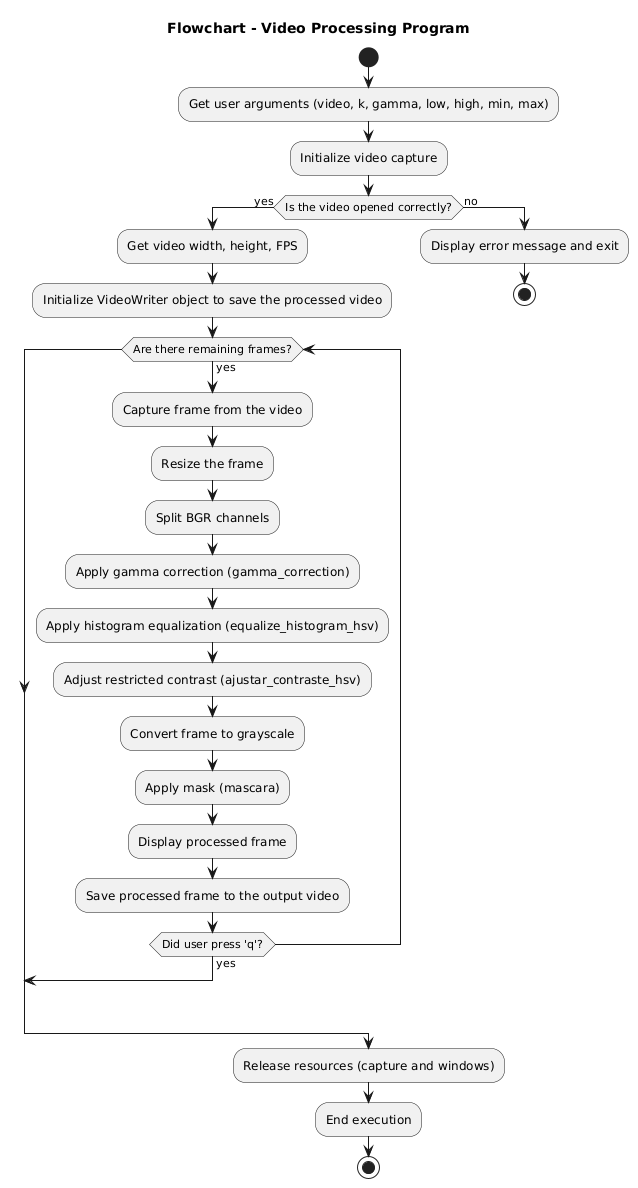 Flowchart - Video Processing Program
Get user arguments (video, k, gamma, low, high, min, max)
Initialize video capture
Is the video opened correctly?
yes
no
Get video width, height, FPS
Display error message and exit
Initialize VideoWriter object to save the processed video
Are there remaining frames?
yes
Capture frame from the video
Resize the frame
Split BGR channels
Apply gamma correction (gamma_correction)
Apply histogram equalization (equalize_histogram_hsv)
Adjust restricted contrast (ajustar_contraste_hsv)
Convert frame to grayscale
Apply mask (mascara)
Display processed frame
Save processed frame to the output video
Did user press 'q'?
yes
Release resources (capture and windows)
End execution